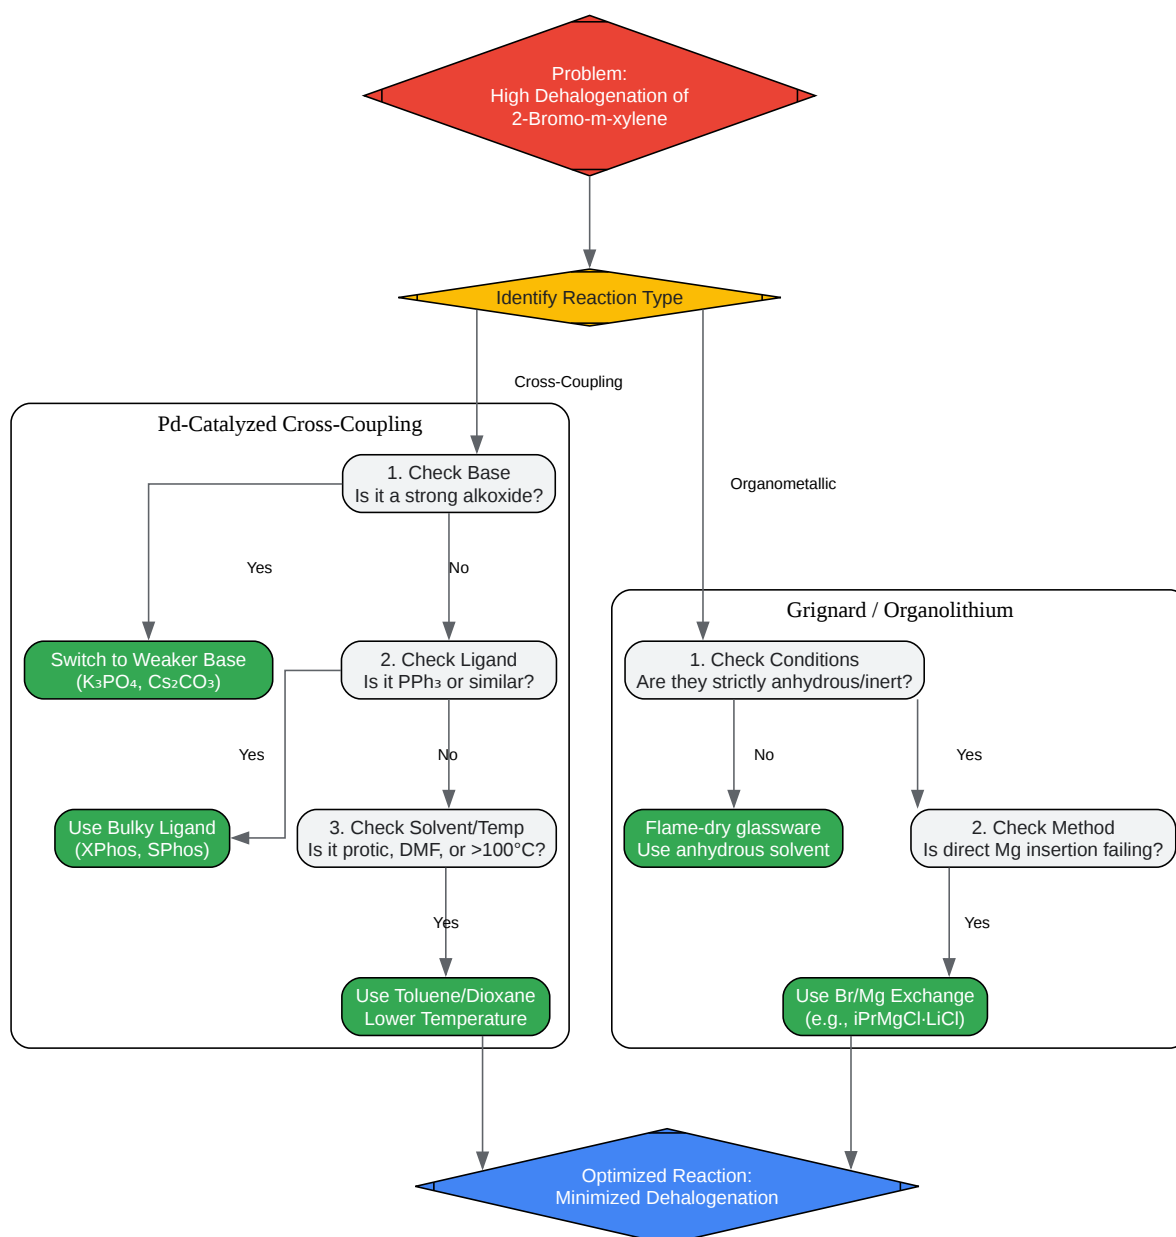 Problem:
High Dehalogenation of
2-Bromo-m-xylene
Identify Reaction Type
Cross-Coupling
Organometallic
Pd-Catalyzed Cross-Coupling
1. Check Base
Is it a strong alkoxide?
Yes
No
Switch to Weaker Base
(K₃PO₄, Cs₂CO₃)
2. Check Ligand
Is it PPh₃ or similar?
Yes
No
Use Bulky Ligand
(XPhos, SPhos)
3. Check Solvent/Temp
Is it protic, DMF, or >100°C?
Yes
Use Toluene/Dioxane
Lower Temperature
Grignard / Organolithium
1. Check Conditions
Are they strictly anhydrous/inert?
No
Yes
Flame-dry glassware
Use anhydrous solvent
2. Check Method
Is direct Mg insertion failing?
Yes
Use Br/Mg Exchange
(e.g., iPrMgCl·LiCl)
Optimized Reaction:
Minimized Dehalogenation